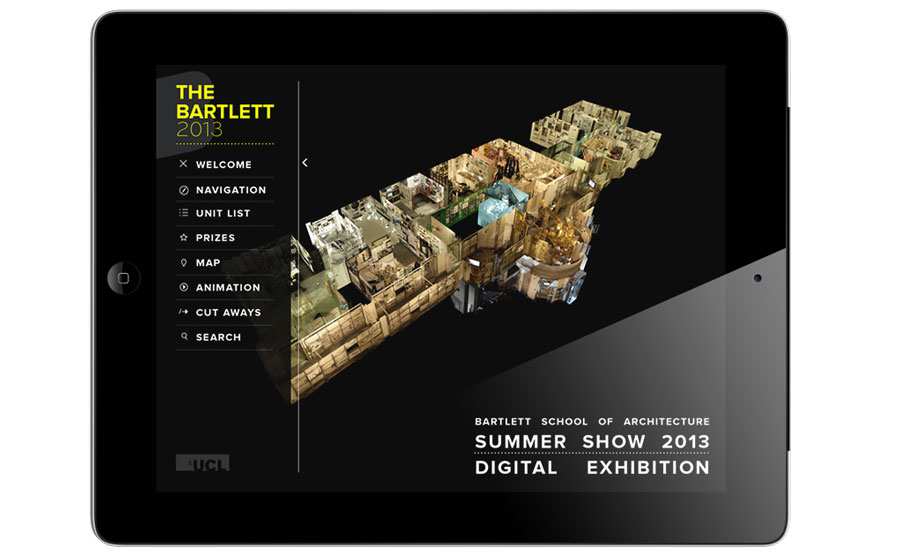 THE
BARTLETT
2013
WELCOME
NAVIGATION
UNIT LIST
PRIZES
MAP
ANIMATION
CUT AWAYS
SEARCH
UCL
BARTLETT SCHOOL OF ARCHITECTURE
SUMMER SHOW 2013
DIGITAL EXHIBITION